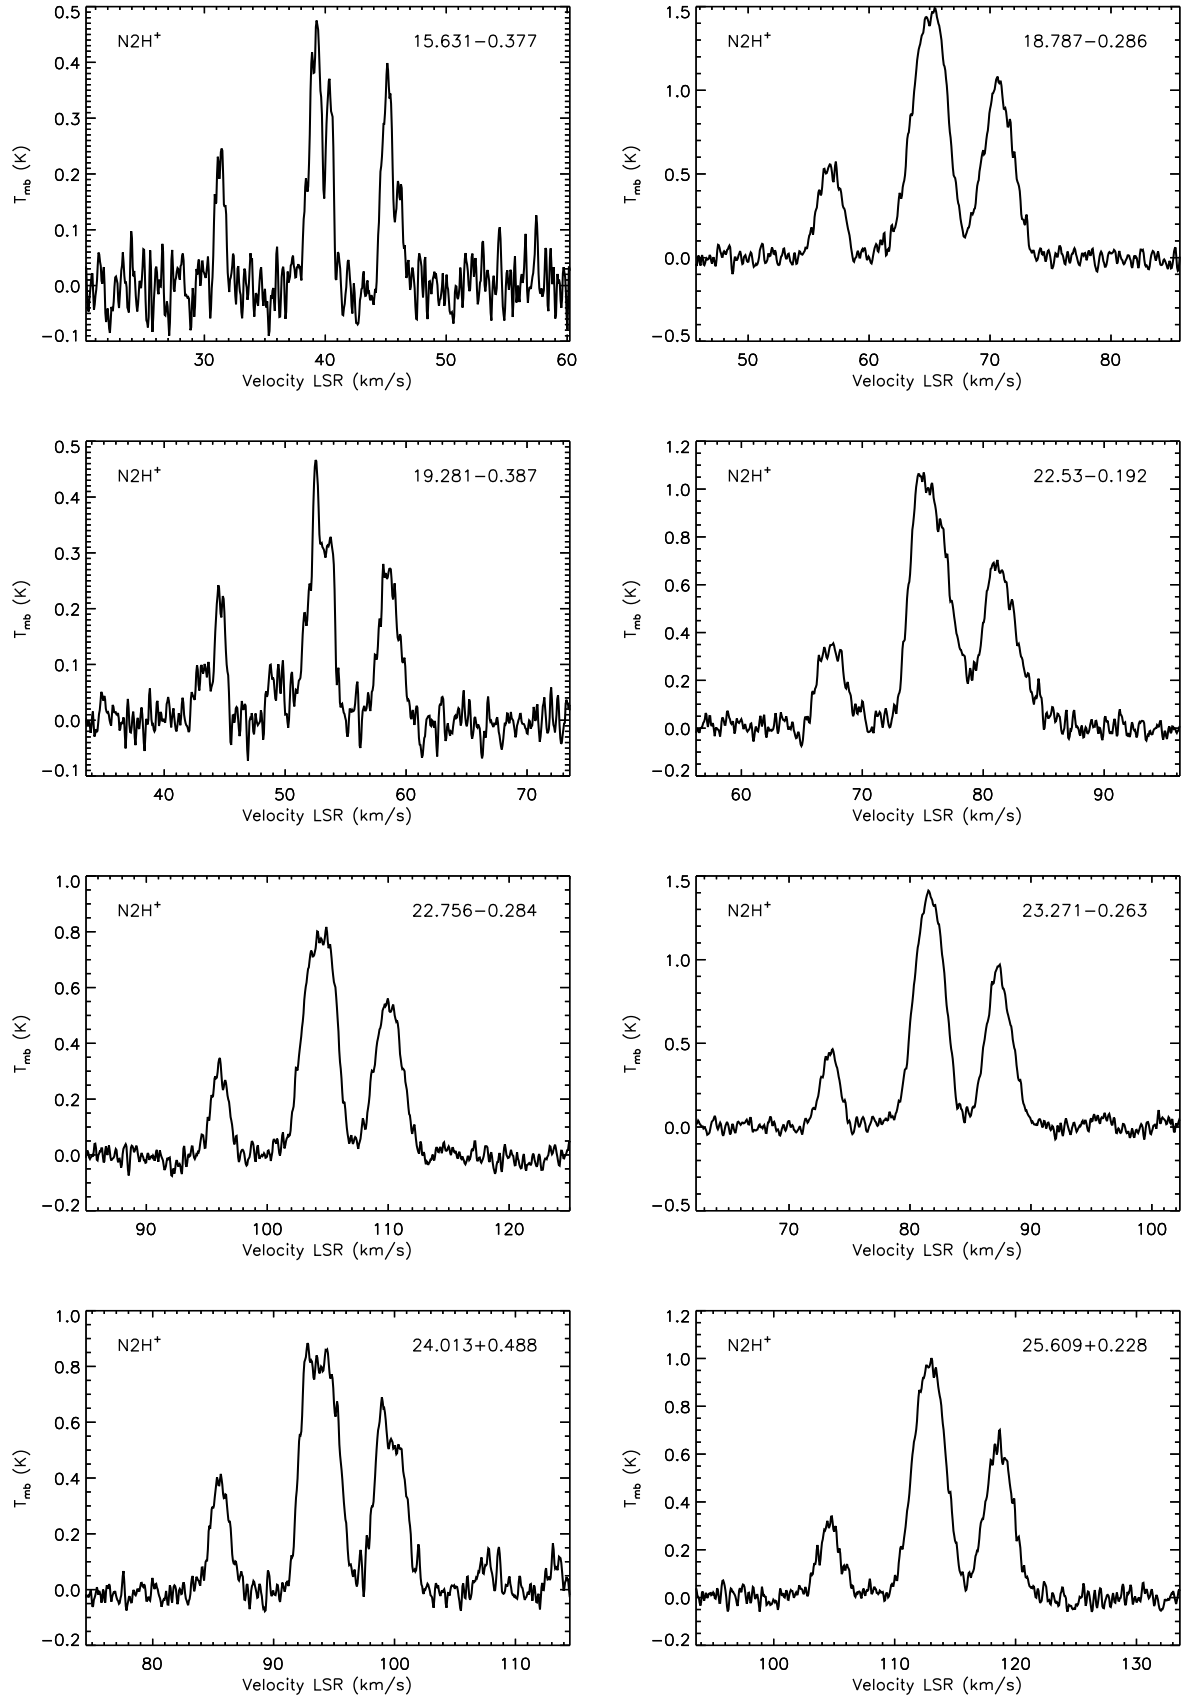 0.5
0.4
0.3
0.2
0.1
0.0
−0.1
T_mb (K)
N2H⁺
15.631−0.377
30 40 50 60
Velocity LSR (km/s)
1.5
1.0
0.5
0.0
−0.5
T_mb (K)
N2H⁺
18.787−0.286
50 60 70 80
Velocity LSR (km/s)
0.5
0.4
0.3
0.2
0.1
0.0
−0.1
T_mb (K)
N2H⁺
19.281−0.387
40 50 60 70
Velocity LSR (km/s)
1.2
1.0
0.8
0.6
0.4
0.2
0.0
−0.2
T_mb (K)
N2H⁺
22.53−0.192
60 70 80 90
Velocity LSR (km/s)
1.0
0.8
0.6
0.4
0.2
0.0
−0.2
T_mb (K)
N2H⁺
22.756−0.284
90 100 110 120
Velocity LSR (km/s)
1.5
1.0
0.5
0.0
−0.5
T_mb (K)
N2H⁺
23.271−0.263
70 80 90 100
Velocity LSR (km/s)
1.0
0.8
0.6
0.4
0.2
0.0
−0.2
T_mb (K)
N2H⁺
24.013+0.488
80 90 100 110
Velocity LSR (km/s)
1.2
1.0
0.8
0.6
0.4
0.2
0.0
−0.2
T_mb (K)
N2H⁺
25.609+0.228
100 110 120 130
Velocity LSR (km/s)